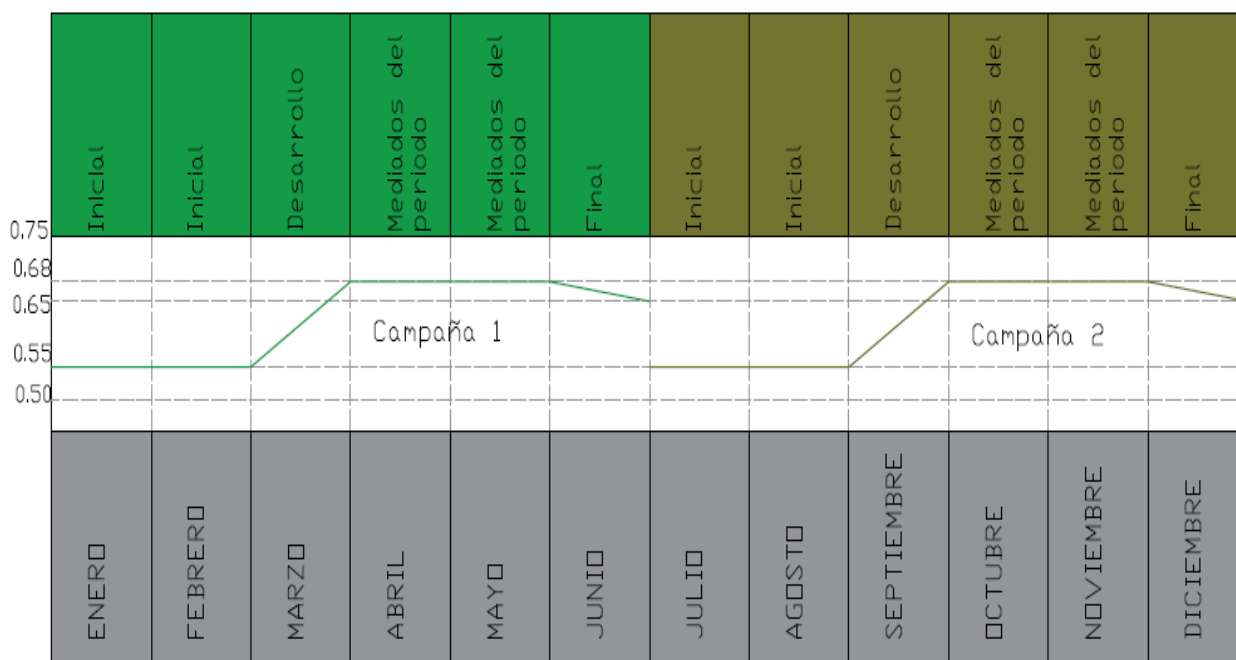 Inicial
Inicial
Desarrollo
Mediados del
periodo
Mediados del
periodo
Final
Inicial
Inicial
Desarrollo
Mediados del
periodo
Mediados del
periodo
Final
0.75
0.68
0.65
0.55
0.50
Campaña 1
Campaña 2
ENERO
FEBRERO
MARZO
ABRIL
MAYO
JUNIO
JULIO
AGOSTO
SEPTIEMBRE
OCTUBRE
NOVIEMBRE
DICIEMBRE